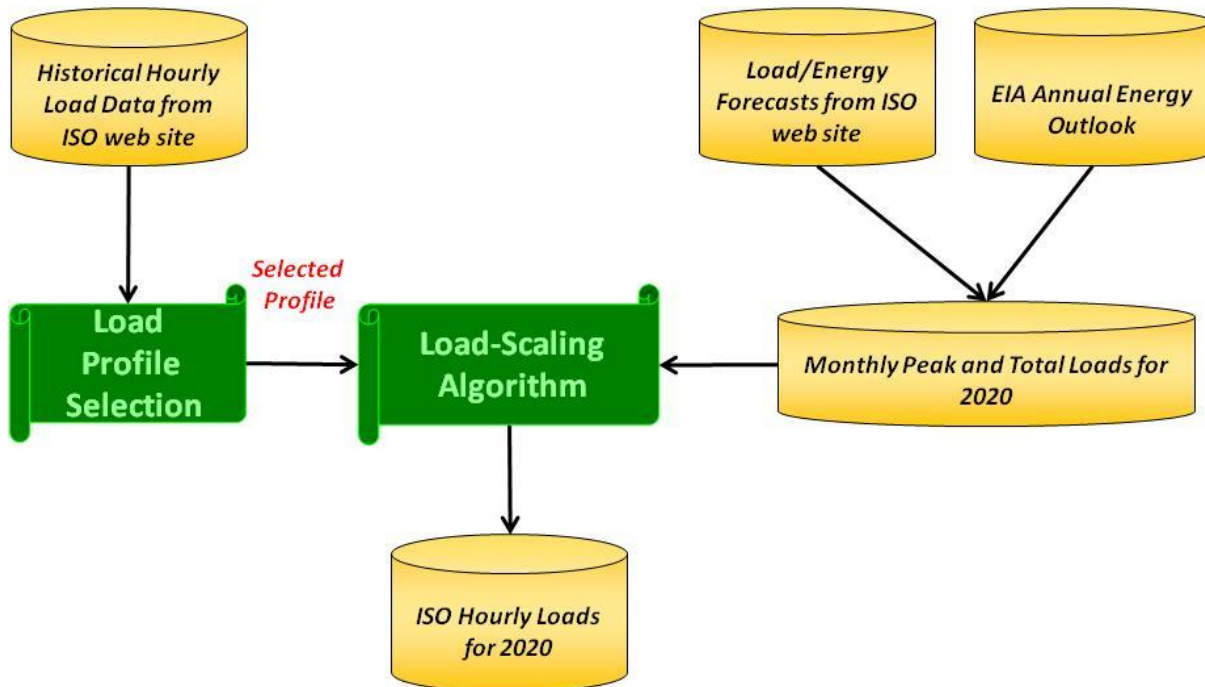 Historical Hourly
Load Data from
ISO web site
Load/Energy
Forecasts from ISO
web site
EIA Annual Energy
Outlook
Selected
Profile
Load
Profile
Selection
Load-Scaling
Algorithm
Monthly Peak and Total Loads for
2020
ISO Hourly Loads
for 2020